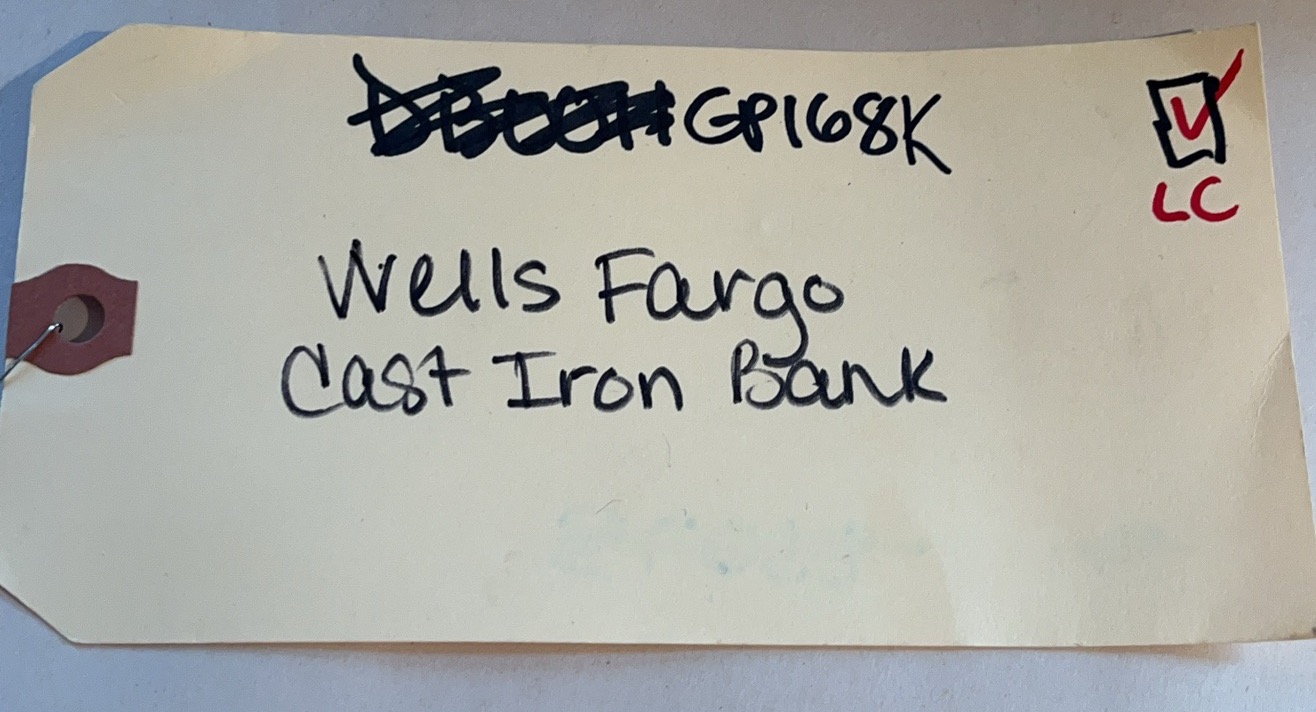 GP168K
LC
Wells Fargo
Cast Iron Bank